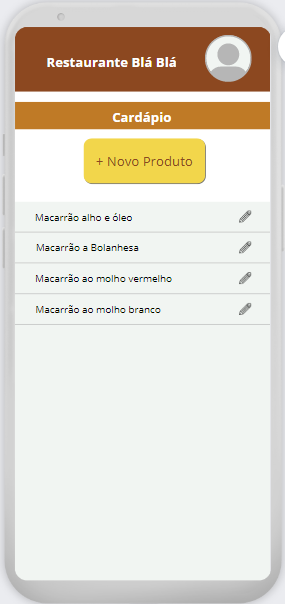 Restaurante Blá Blá
Cardápio
+ Novo Produto
Macarrão alho e óleo
Macarrão a Bolanhesa
Macarrão ao molho vermelho
Macarrão ao molho branco